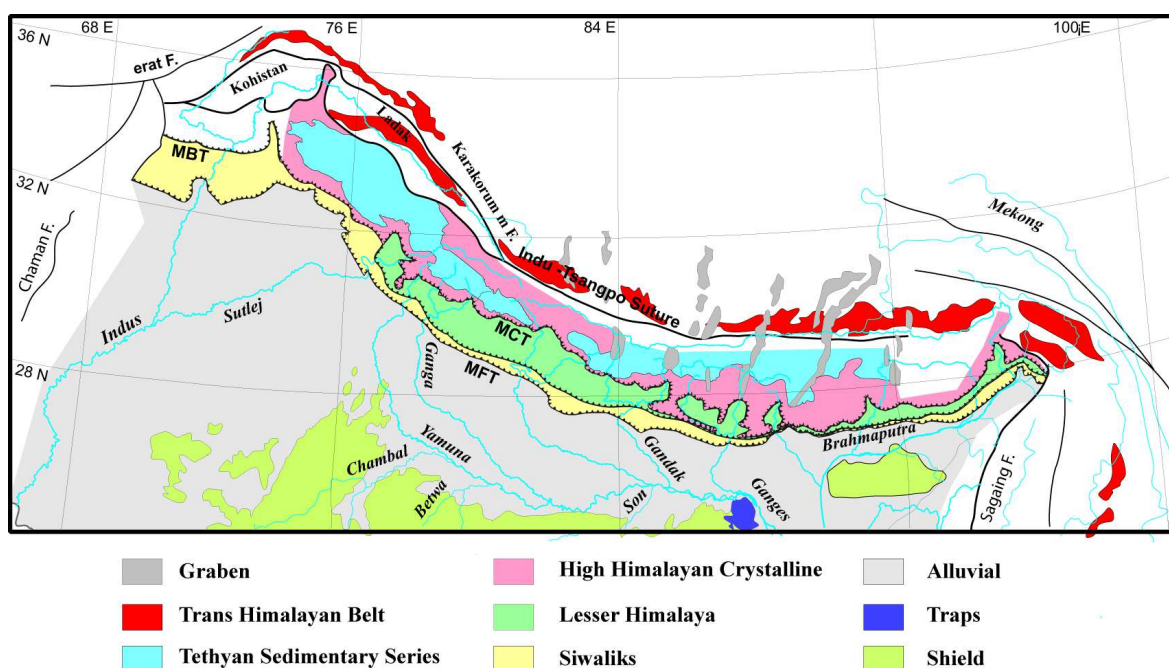 68 E
76 E
84 E
100 E
36 N
erat F.
Kohistan
Ladak
MBT
Karakorum m F.
32 N
Mekong
Chaman F.
Indu -Tsangpo Suture
Indus
Sutlej
MCT
Ganga
MFT
28 N
Brahmaputra
Yamuna
Gandak
Chambal
Betwa
Son
Ganges
Sagaing F.
Graben
High Himalayan Crystalline
Alluvial
Trans Himalayan Belt
Lesser Himalaya
Traps
Tethyan Sedimentary Series
Siwaliks
Shield